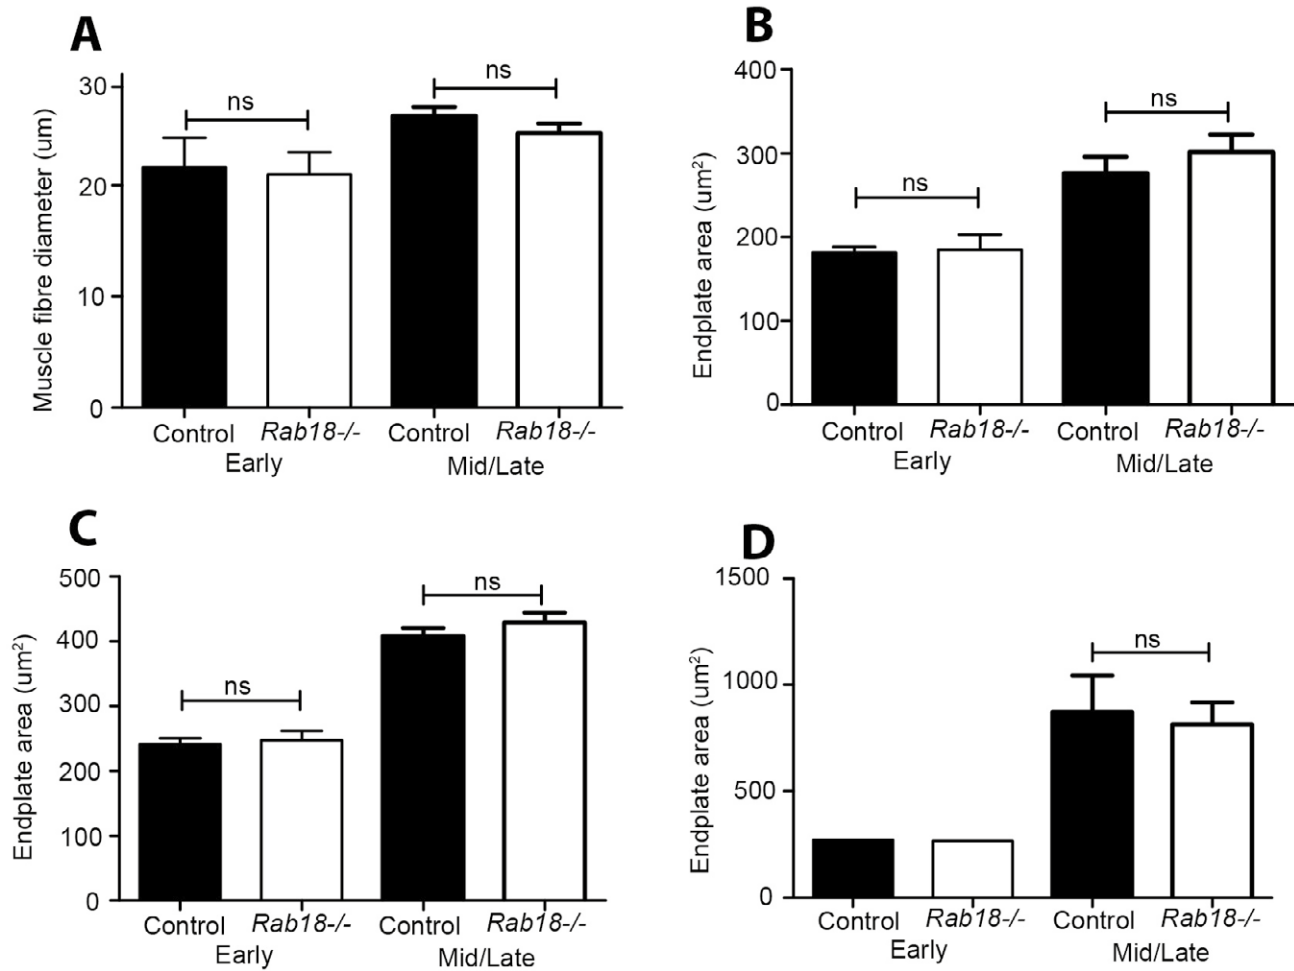 A
Muscle fibre diameter (um)
30
20
10
0
ns
ns
Control Rab18-/- Control Rab18-/-
Early Mid/Late
B
Endplate area (um²)
400
300
200
100
0
ns
ns
Control Rab18-/- Control Rab18-/-
Early Mid/Late
C
Endplate area (um²)
500
400
300
200
100
0
ns
ns
Control Rab18-/- Control Rab18-/-
Early Mid/Late
D
Endplate area (um²)
1500
1000
500
0
ns
Control Rab18-/- Control Rab18-/-
Early Mid/Late